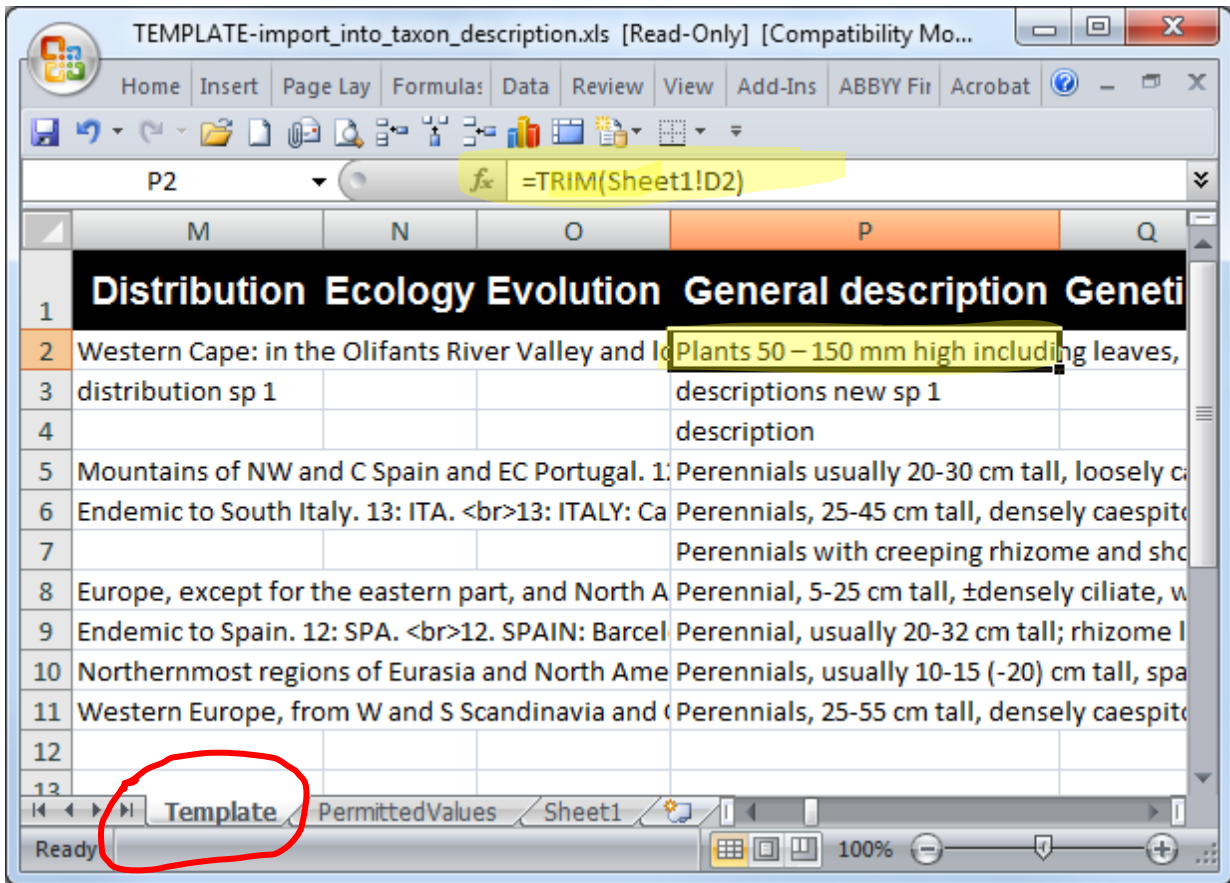 TEMPLATE-import_into_taxon_description.xls [Read-Only] [Compatibility Mo...
Home Insert Page Lay Formulas Data Review View Add-Ins ABBYY Fir Acrobat
P2 fx =TRIM(Sheet1!D2)
M N O P Q
1 Distribution Ecology Evolution General description Geneti
2 Western Cape: in the Olifants River Valley and lo Plants 50 – 150 mm high including leaves,
3 distribution sp 1 descriptions new sp 1
4 description
5 Mountains of NW and C Spain and EC Portugal. 12 Perennials usually 20-30 cm tall, loosely ca
6 Endemic to South Italy. 13: ITA. <br>13: ITALY: Ca Perennials, 25-45 cm tall, densely caespito
7 Perennials with creeping rhizome and sho
8 Europe, except for the eastern part, and North A Perennial, 5-25 cm tall, ±densely ciliate, w
9 Endemic to Spain. 12: SPA. <br>12. SPAIN: Barcel Perennial, usually 20-32 cm tall; rhizome l
10 Northernmost regions of Eurasia and North Ame Perennials, usually 10-15 (-20) cm tall, spa
11 Western Europe, from W and S Scandinavia and Perennials, 25-55 cm tall, densely caespito
12
13
Template PermittedValues Sheet1
Ready 100%